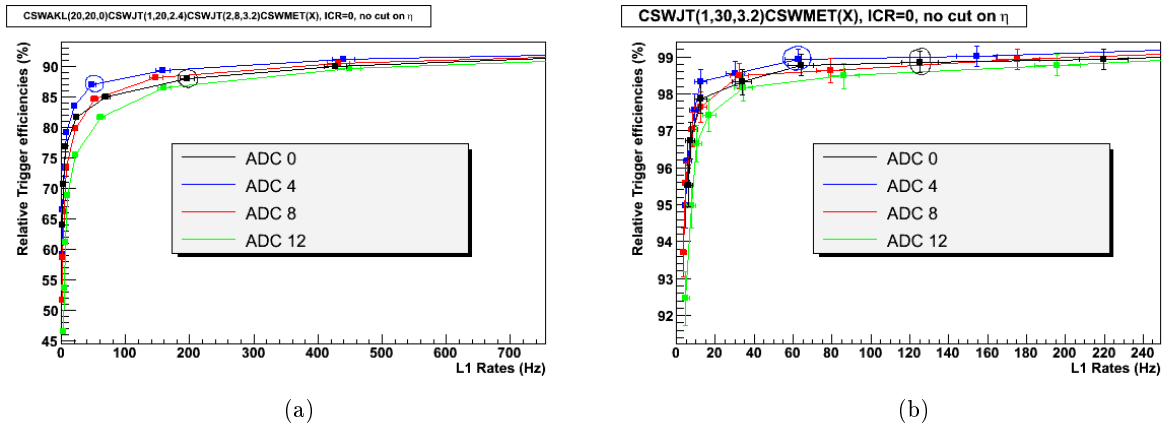 CSWAKL(20,20,0)CSWJT(1,20,2.4)CSWJT(2,8,3.2)CSWMET(X), ICR=0, no cut on η
Relative Trigger efficiencies (%)
90
85
80
75
70
65
60
55
50
45
ADC 0
ADC 4
ADC 8
ADC 12
0 100 200 300 400 500 600 700
L1 Rates (Hz)
(a)
CSWJT(1,30,3.2)CSWMET(X), ICR=0, no cut on η
Relative Trigger efficiencies (%)
99
98
97
96
95
94
93
92
ADC 0
ADC 4
ADC 8
ADC 12
0 20 40 60 80 100 120 140 160 180 200 220 240
L1 Rates (Hz)
(b)